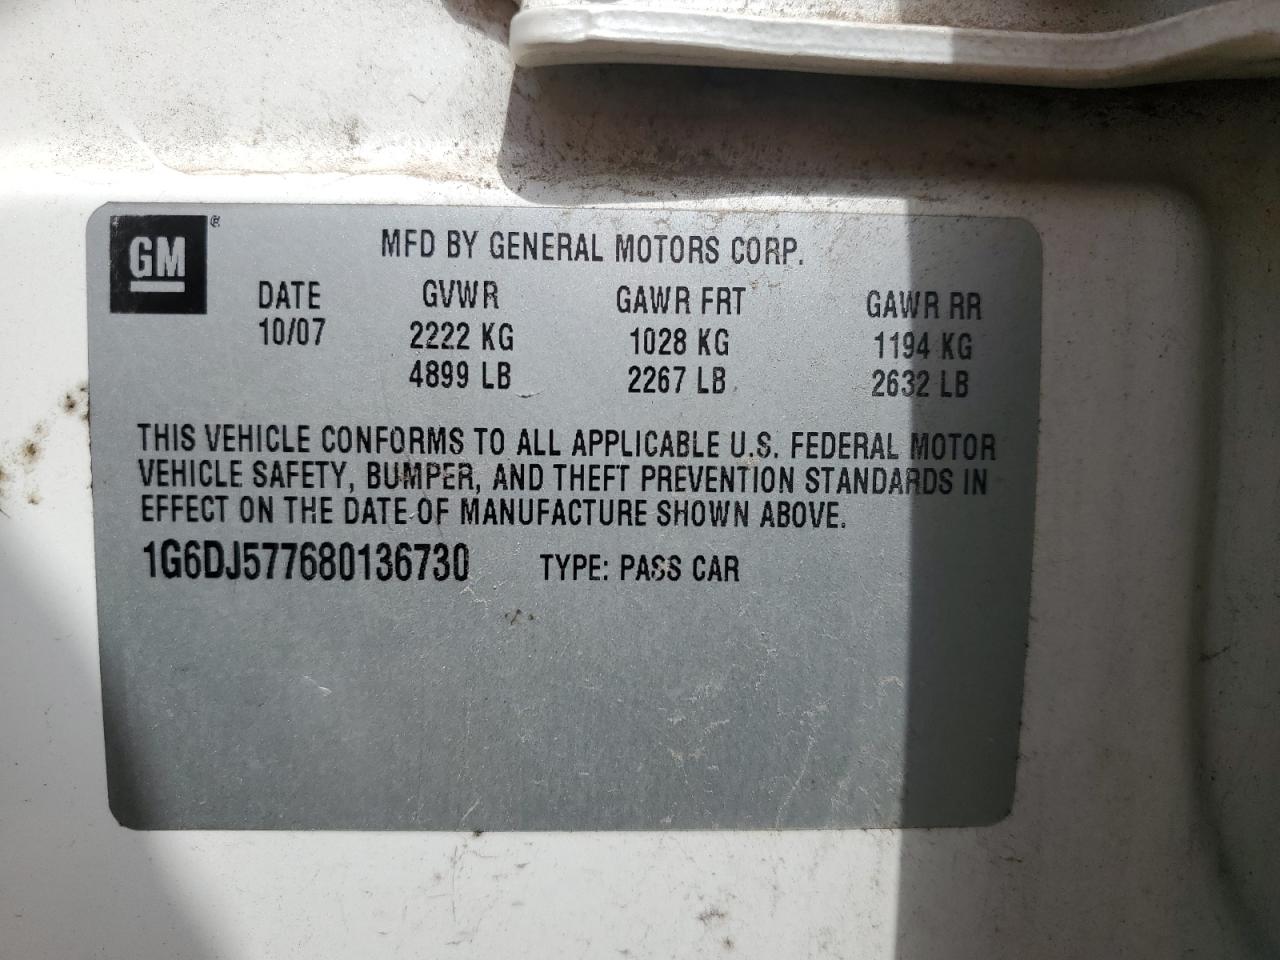 GM®
MFD BY GENERAL MOTORS CORP.
DATE GVWR GAWR FRT GAWR RR
10/07 2222 KG 1028 KG 1194 KG
4899 LB 2267 LB 2632 LB
THIS VEHICLE CONFORMS TO ALL APPLICABLE U.S. FEDERAL MOTOR
VEHICLE SAFETY, BUMPER, AND THEFT PREVENTION STANDARDS IN
EFFECT ON THE DATE OF MANUFACTURE SHOWN ABOVE.
1G6DJ577680136730 TYPE: PASS CAR